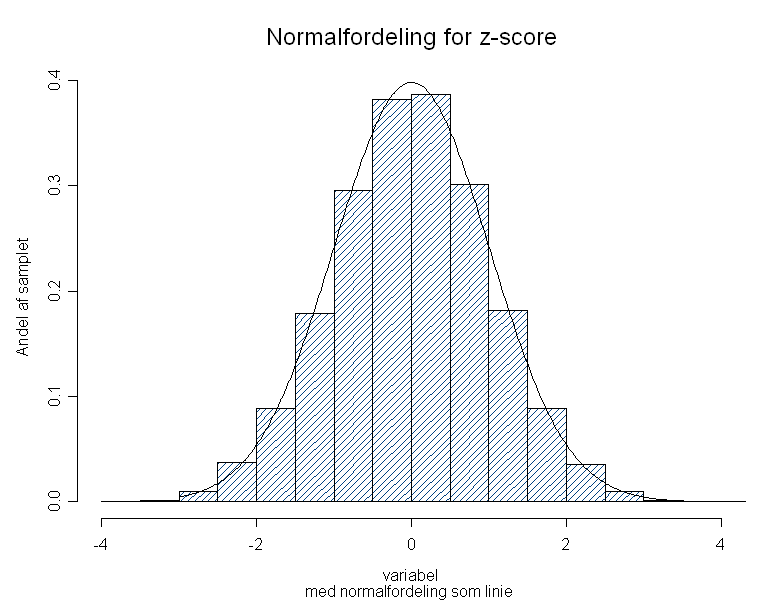 Normalfordeling for z-score
Andel af samplet
0.4
0.3
0.2
0.1
0.0
-4 -2 0 2 4
variabel
med normalfordeling som linie